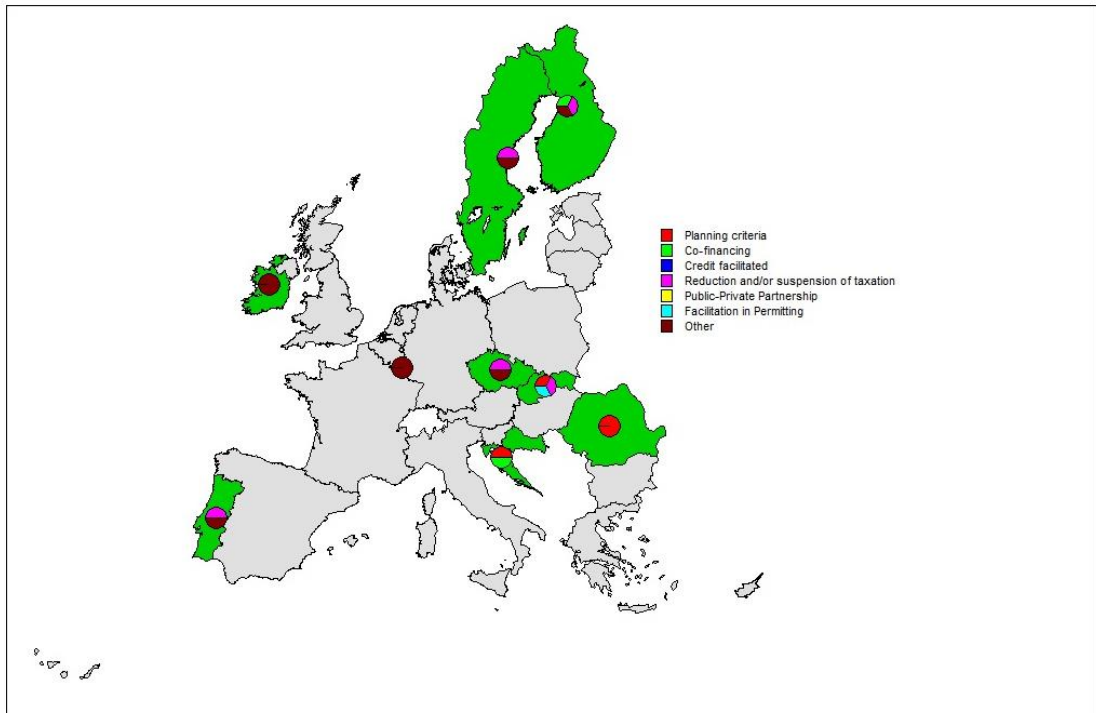 Planning criteria
Co-financing
Credit facilitated
Reduction and/or suspension of taxation
Public-Private Partnership
Facilitation in Permitting
Other